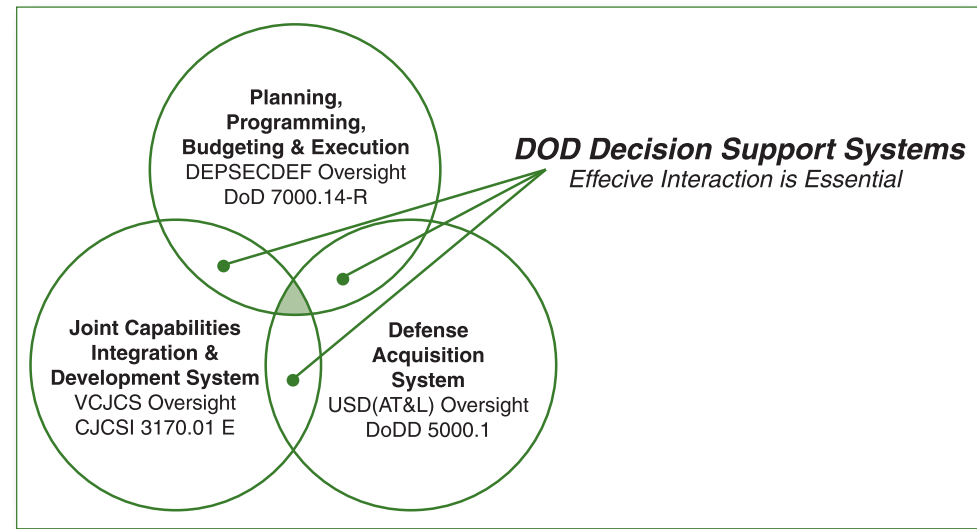 Planning,
Programming,
Budgeting & Execution
DEPSECDEF Oversight
DoD 7000.14-R
DOD Decision Support Systems
Effecive Interaction is Essential
Joint Capabilities
Integration &
Development System
VCJCS Oversight
CJCSI 3170.01 E
Defense
Acquisition
System
USD(AT&L) Oversight
DoDD 5000.1